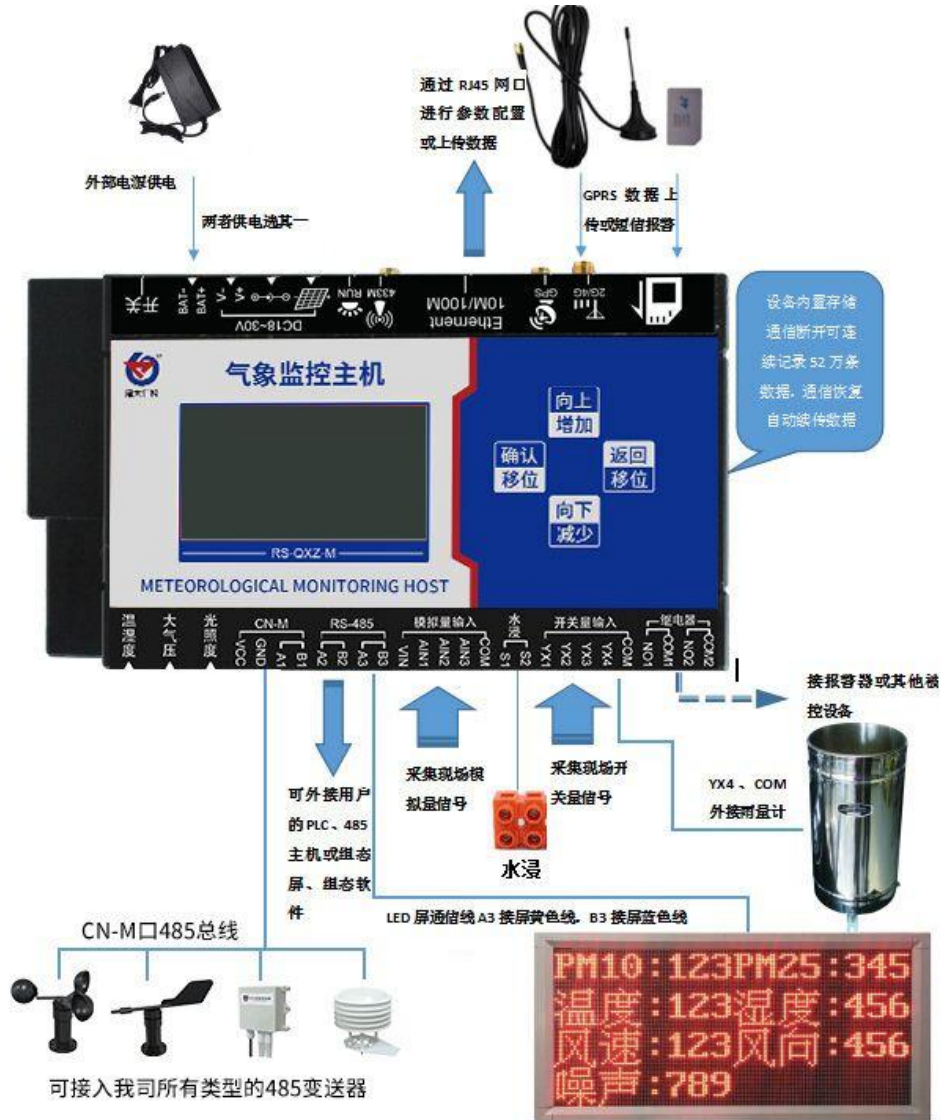 通过 RJ45 网口
进行参数配置
或上传数据
外部电源供电
两者供电选其一
GPRS 数据上
传或短信报警
开关
BAT-
BAT+
V-
V+
DC18~30V
RUN
433M
Ethernent
10M/100M
GPS
2G/4G
设备内置存储
通信断开可连
续记录 52 万条
数据，通信恢复
自动续传数据
气象监控主机
向上
增加
确认
移位
返回
移位
向下
减少
RS-QXZ-M
METEOROLOGICAL MONITORING HOST
温湿度
大气压
光照度
CN-M
VCC
GND
A1
B1
RS-485
A2
B2
A3
B3
模拟量输入
VIN
AIN1
AIN2
AIN3
COM
水浸
S1
S2
开关量输入
YX1
YX2
YX3
YX4
COM
继电器
NO1
COM1
NO2
COM2
接报警器或其他被
控设备
采集现场模
拟量信号
采集现场开
关量信号
YX4 、COM
外接雨量计
可外接用户
的 PLC、485
主机或组态
屏、组态软
件
水浸
LED 屏通信线 A3 接屏黄色线，B3 接屏蓝色线
CN-M口485总线
可接入我司所有类型的485变送器
PM10:123PM25:345
温度:123湿度:456
风速:123风向:456
噪声:789